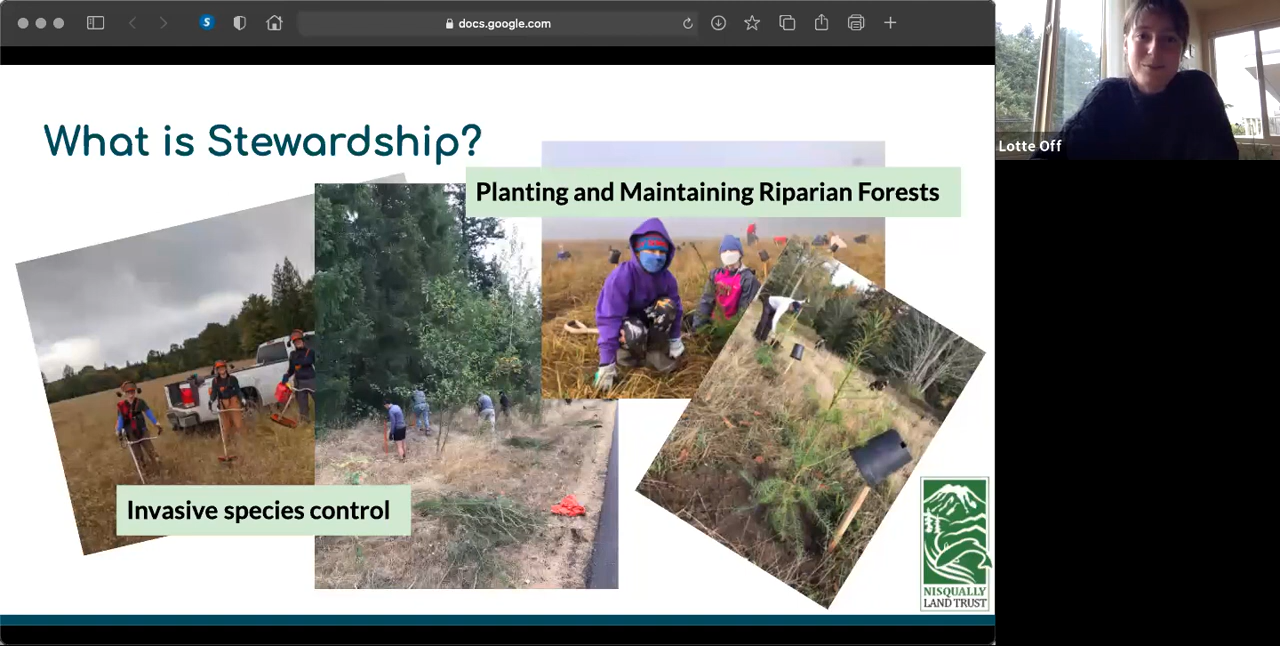 docs.google.com
Lotte Off
What is Stewardship?
Planting and Maintaining Riparian Forests
Invasive species control
NISQUALLY
LAND TRUST